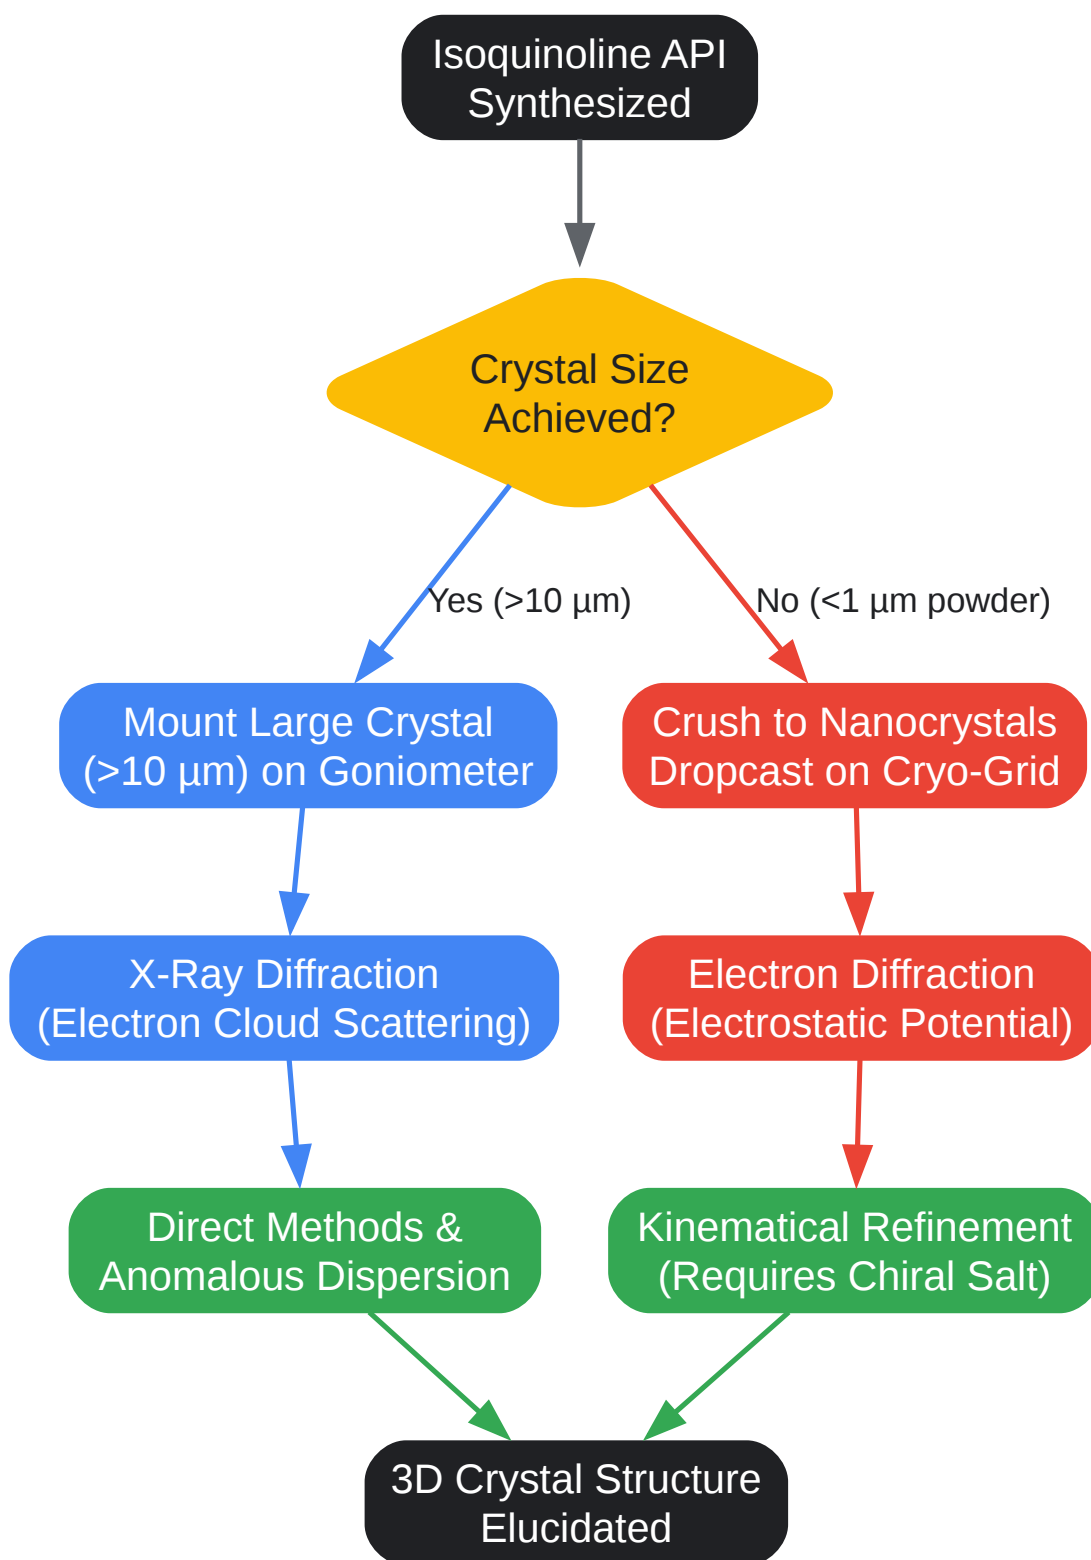 Isoquinoline API
Synthesized
Crystal Size
Achieved?
Yes (>10 µm)
No (<1 µm powder)
Mount Large Crystal
(>10 µm) on Goniometer
Crush to Nanocrystals
Dropcast on Cryo-Grid
X-Ray Diffraction
(Electron Cloud Scattering)
Electron Diffraction
(Electrostatic Potential)
Direct Methods &
Anomalous Dispersion
Kinematical Refinement
(Requires Chiral Salt)
3D Crystal Structure
Elucidated